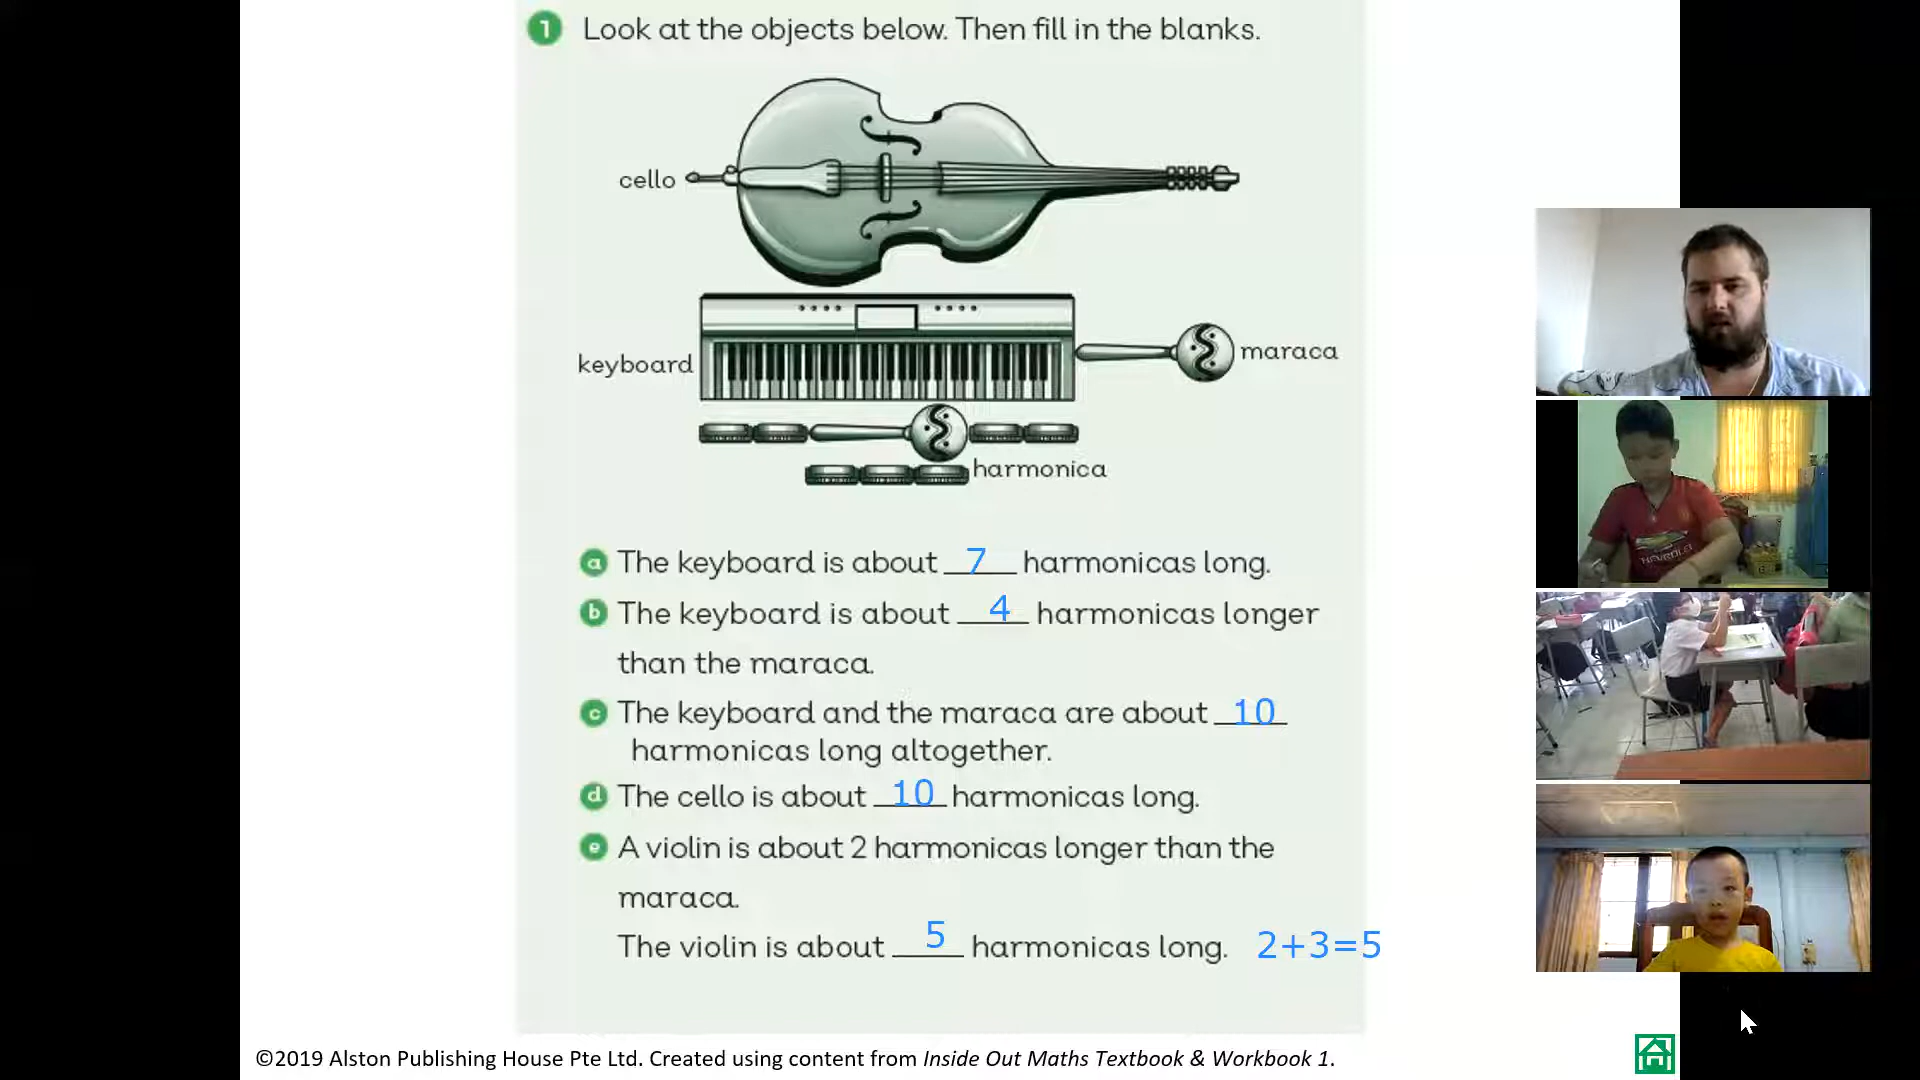 1 Look at the objects below. Then fill in the blanks.
cello
keyboard
maraca
harmonica
a The keyboard is about 7 harmonicas long.
b The keyboard is about 4 harmonicas longer
than the maraca.
c The keyboard and the maraca are about 10
harmonicas long altogether.
d The cello is about 10 harmonicas long.
e A violin is about 2 harmonicas longer than the
maraca.
The violin is about 5 harmonicas long. 2+3=5
©2019 Alston Publishing House Pte Ltd. Created using content from Inside Out Maths Textbook & Workbook 1.
CHEVROLET